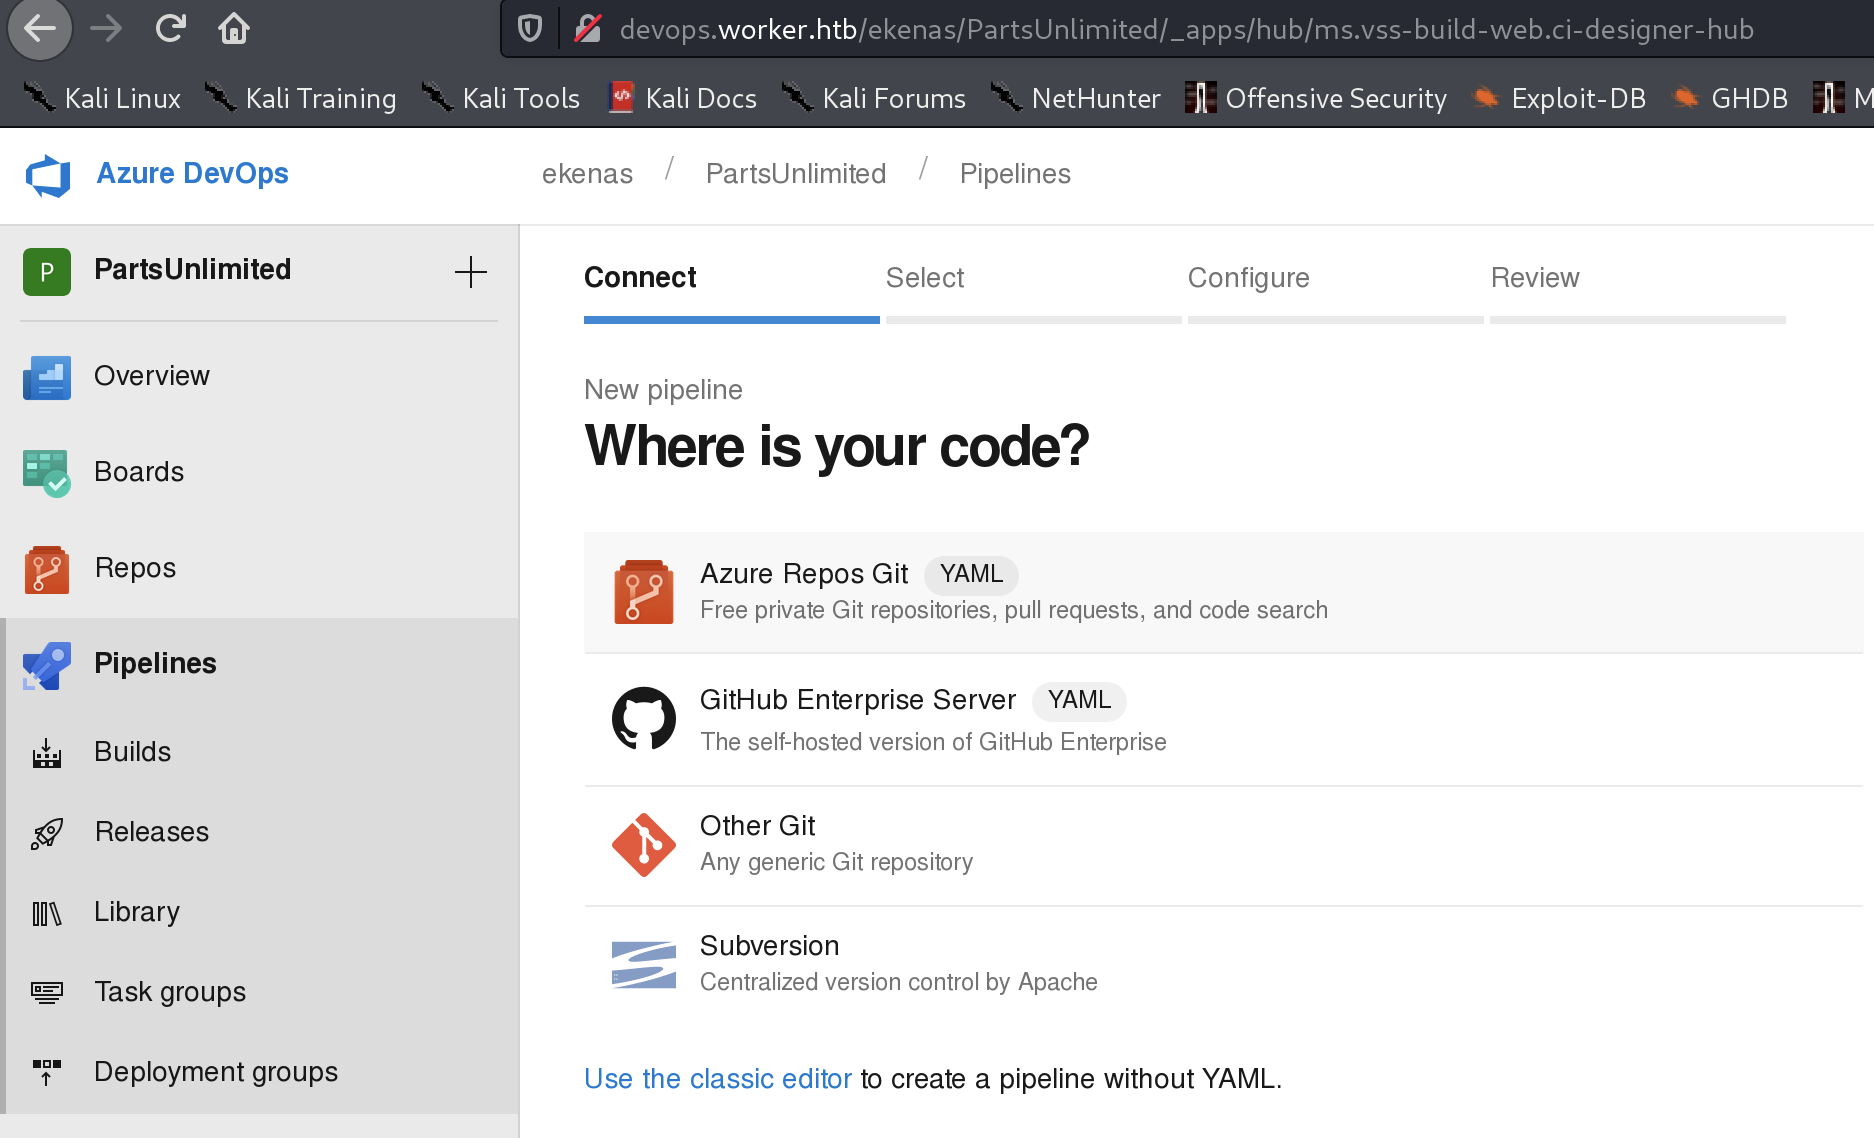 devops.worker.htb/ekenas/PartsUnlimited/_apps/hub/ms.vss-build-web.ci-designer-hub
Kali Linux Kali Training Kali Tools Kali Docs Kali Forums NetHunter Offensive Security Exploit-DB GHDB M
Azure DevOps
ekenas / PartsUnlimited / Pipelines
P PartsUnlimited
Overview
Boards
Repos
Pipelines
Builds
Releases
Library
Task groups
Deployment groups
Connect Select Configure Review
New pipeline
Where is your code?
Azure Repos Git YAML
Free private Git repositories, pull requests, and code search
GitHub Enterprise Server YAML
The self-hosted version of GitHub Enterprise
Other Git
Any generic Git repository
Subversion
Centralized version control by Apache
Use the classic editor to create a pipeline without YAML.